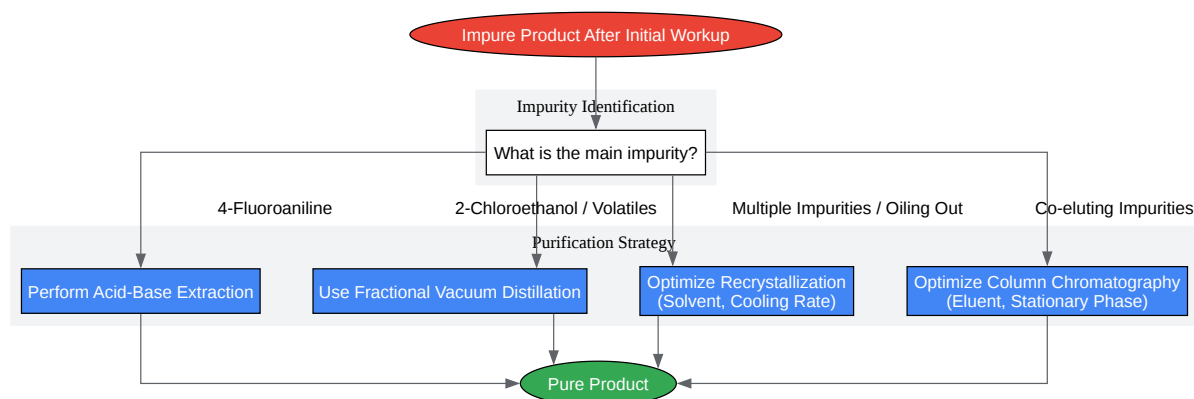 Impure Product After Initial Workup
Impurity Identification
What is the main impurity?
4-Fluoroaniline
2-Chloroethanol / Volatiles
Multiple Impurities / Oiling Out
Co-eluting Impurities
Purification Strategy
Perform Acid-Base Extraction
Use Fractional Vacuum Distillation
Optimize Recrystallization
(Solvent, Cooling Rate)
Optimize Column Chromatography
(Eluent, Stationary Phase)
Pure Product